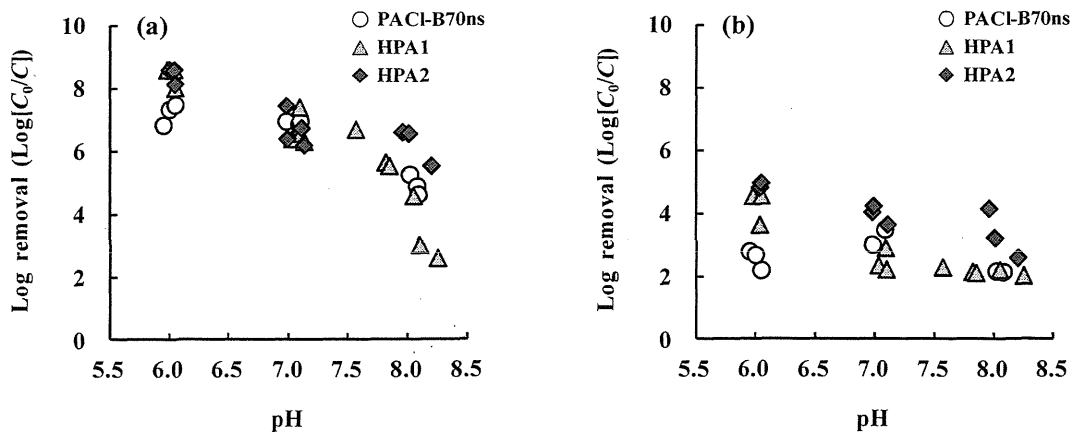 (a)
PACl-B70ns
HPA1
HPA2
Log removal (Log[C₀/C])
10
8
6
4
2
0
5.5 6.0 6.5 7.0 7.5 8.0 8.5
pH
(b)
PACl-B70ns
HPA1
HPA2
Log removal (Log[C₀/C])
10
8
6
4
2
0
5.5 6.0 6.5 7.0 7.5 8.0 8.5
pH